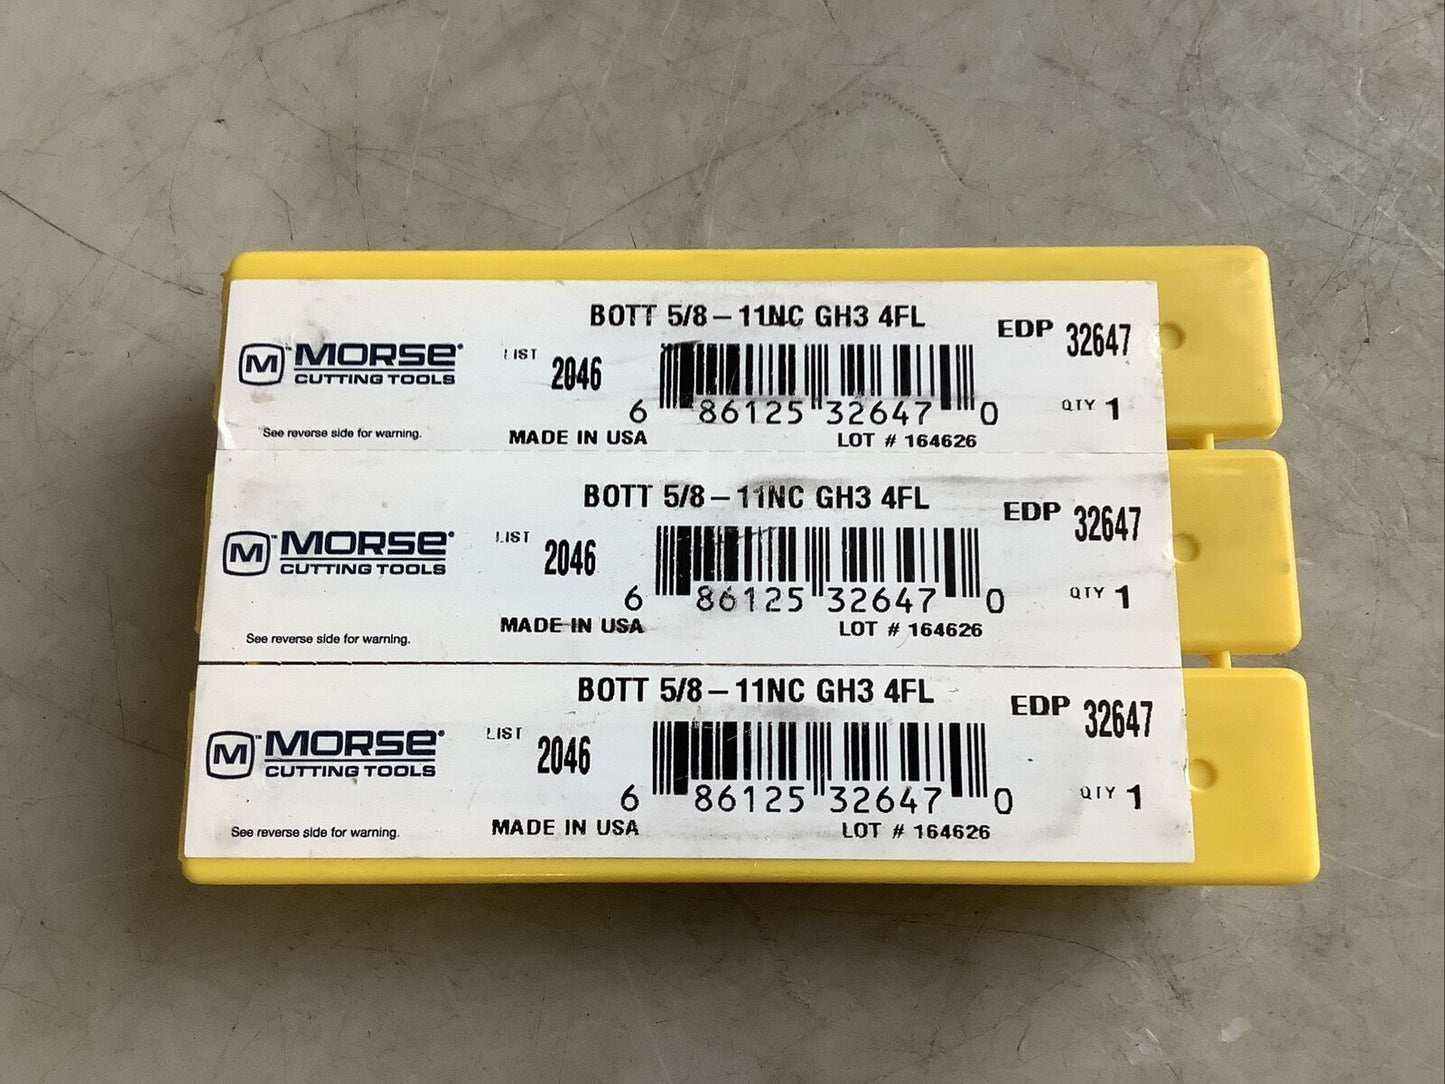 BOTT 5/8-11NC GH3 4FL
EDP 32647
M™ MORSE®
CUTTING TOOLS
LIST 2046
6 86125 32647 0
QTY 1
See reverse side for warning.
MADE IN USA
LOT # 164626
BOTT 5/8-11NC GH3 4FL
EDP 32647
M™ MORSE®
CUTTING TOOLS
LIST 2046
6 86125 32647 0
QTY 1
See reverse side for warning.
MADE IN USA
LOT # 164626
BOTT 5/8-11NC GH3 4FL
EDP 32647
M™ MORSE®
CUTTING TOOLS
LIST 2046
6 86125 32647 0
QTY 1
See reverse side for warning.
MADE IN USA
LOT # 164626